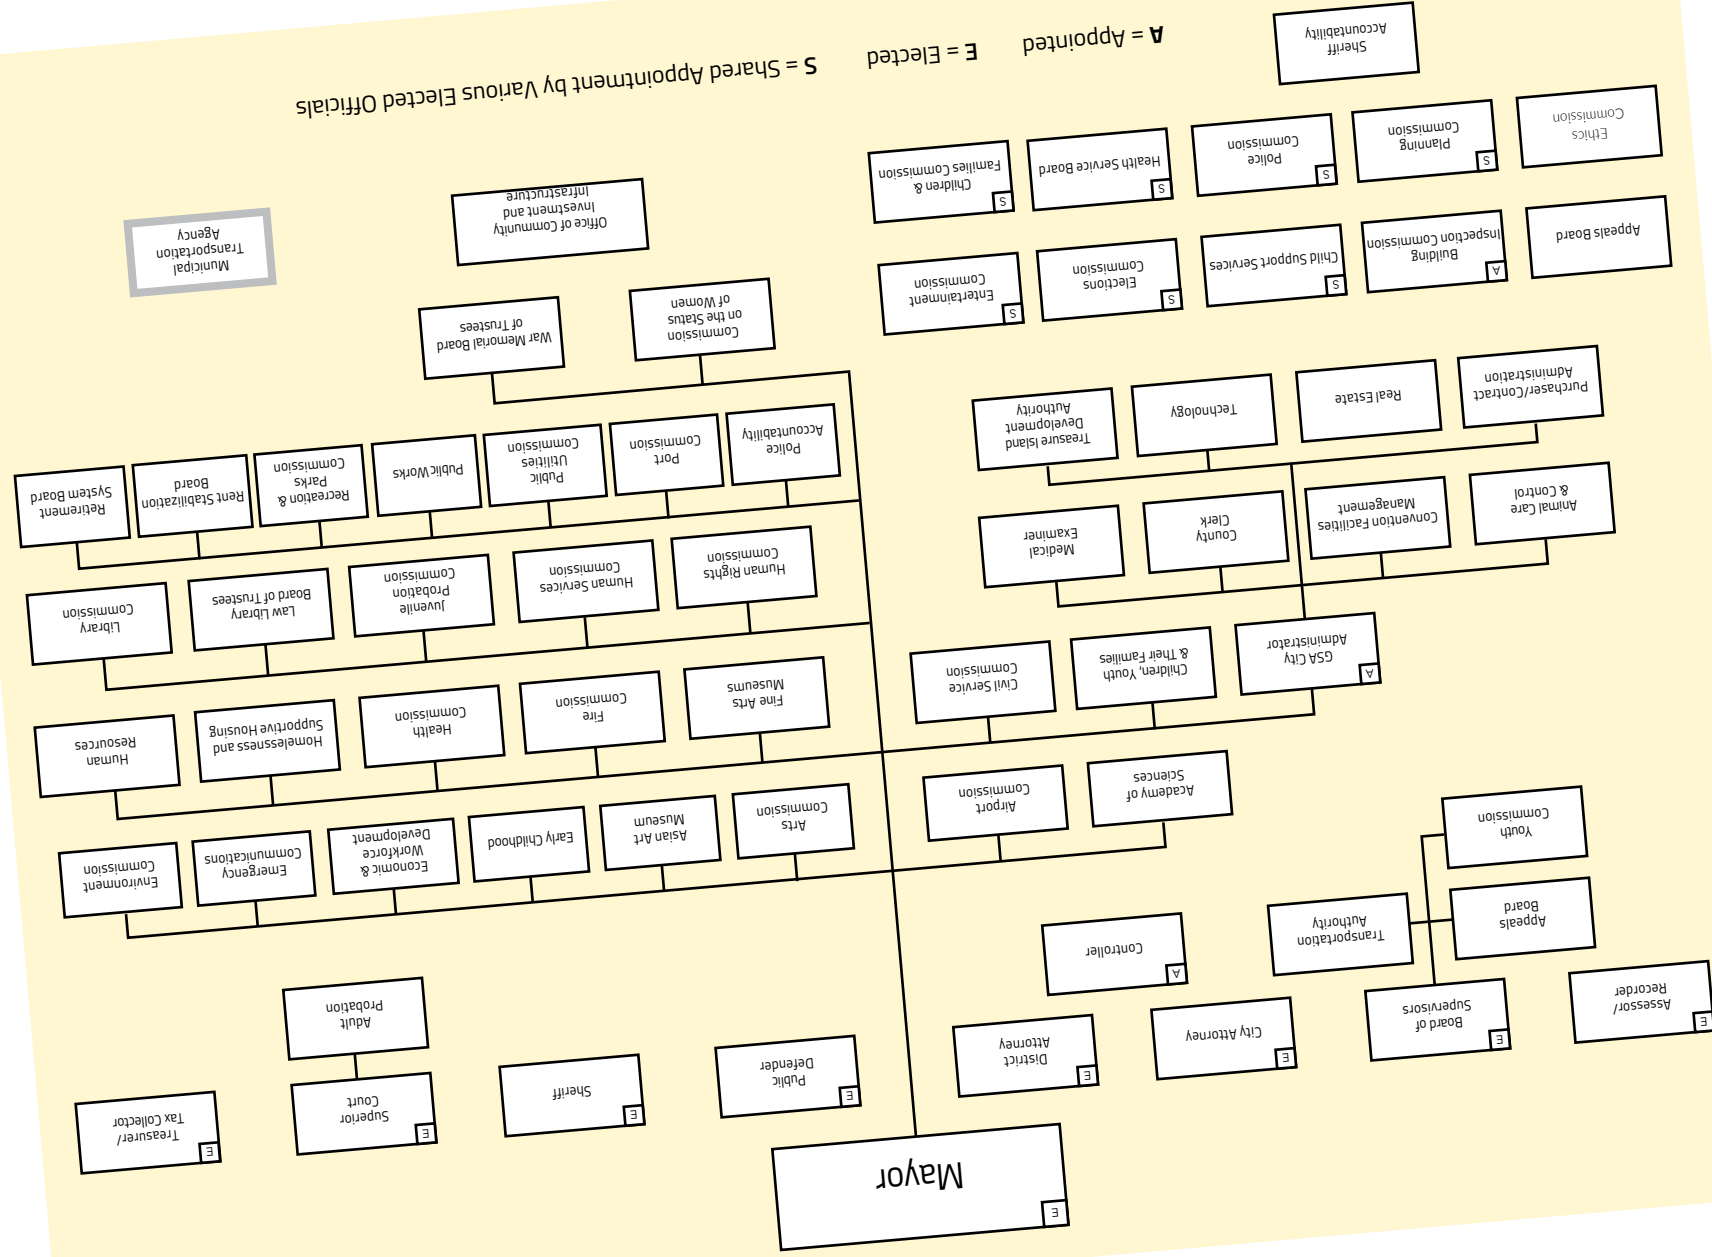 E
Mayor
E
Assessor/
Recorder
E
Board of
Supervisors
E
City Attorney
E
District
Attorney
E
Public
Defender
E
Sheriff
E
Superior
Court
E
Treasurer/
Tax Collector
Appeals
Board
Transportation
Authority
A
Controller
Adult
Probation
Youth
Commission
Academy of
Sciences
Airport
Commission
Arts
Commission
Asian Art
Museum
Early Childhood
Economic &
Workforce
Development
Emergency
Communications
Environment
Commission
A
GSA City
Administrator
Children, Youth
& Their Families
Civil Service
Commission
Fine Arts
Museums
Fire
Commission
Health
Commission
Homelessness and
Supportive Housing
Human
Resources
Animal Care
& Control
Convention Facilities
Management
County
Clerk
Medical
Examiner
Human Rights
Commission
Human Services
Commission
Juvenile
Probation
Commission
Law Library
Board of Trustees
Library
Commission
Purchaser/Contract
Administration
Real Estate
Technology
Treasure Island
Development
Authority
Police
Accountability
Port
Commission
Public
Utilities
Commission
Public Works
Recreation &
Parks
Commission
Rent Stabilization
Board
Retirement
System Board
Commission
on the Status
of Women
War Memorial Board
of Trustees
Appeals Board
A
Building
Inspection Commission
S
Child Support Services
S
Elections
Commission
S
Entertainment
Commission
Office of Community
Investment and
Infrastructure
Municipal
Transportation
Agency
Ethics
Commission
S
Planning
Commission
S
Police
Commission
S
Health Service Board
S
Children &
Families Commission
Sheriff
Accountability
A = Appointed
E = Elected
S = Shared Appointment by Various Elected Officials